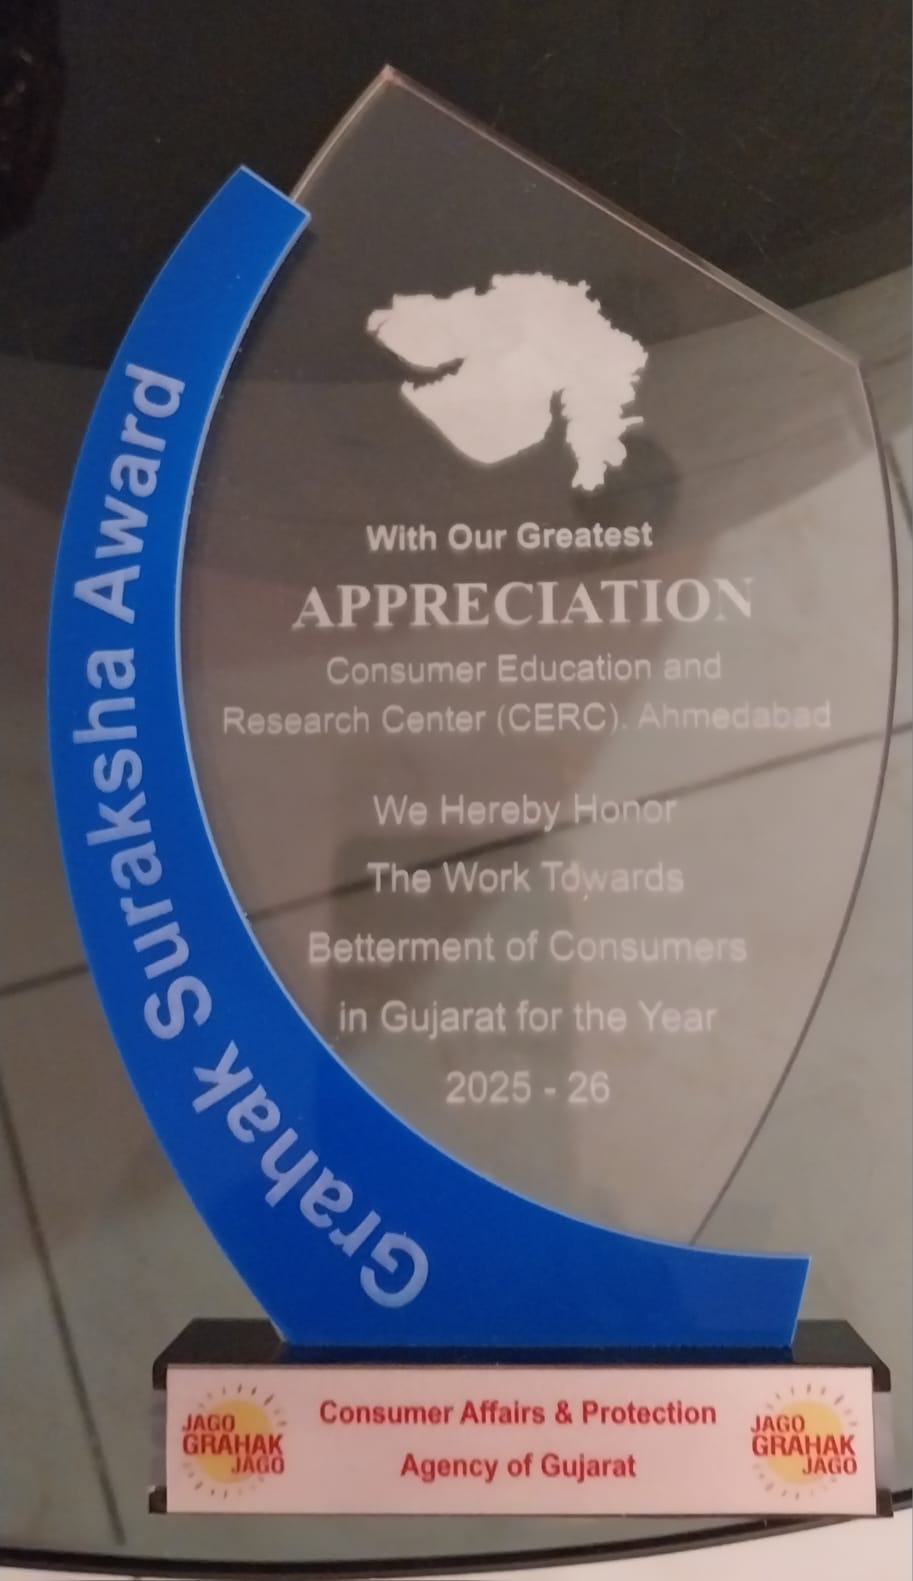 Grahak Suraksha Award
With Our Greatest
APPRECIATION
Consumer Education and
Research Center (CERC). Ahmedabad
We Hereby Honor
The Work Towards
Betterment of Consumers
in Gujarat for the Year
2025 - 26
JAGO
GRAHAK
JAGO
Consumer Affairs & Protection
Agency of Gujarat
JAGO
GRAHAK
JAGO